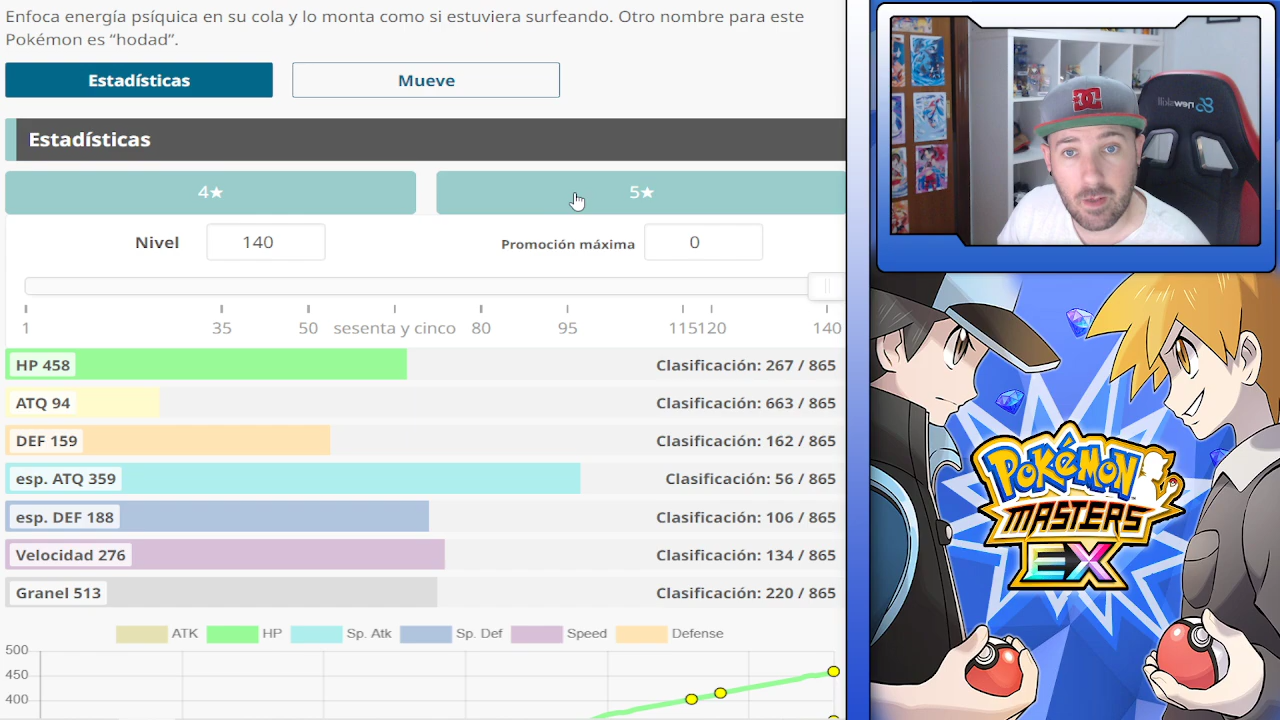 Enfoca energía psíquica en su cola y lo monta como si estuviera surfeando. Otro nombre para este
Pokémon es “hodad”.
Estadísticas
Mueve
Estadísticas
4★
5★
Nivel
140
Promoción máxima
0
1
35
50
sesenta y cinco
80
95
115120
140
HP 458
Clasificación: 267 / 865
ATQ 94
Clasificación: 663 / 865
DEF 159
Clasificación: 162 / 865
esp. ATQ 359
Clasificación: 56 / 865
esp. DEF 188
Clasificación: 106 / 865
Velocidad 276
Clasificación: 134 / 865
Granel 513
Clasificación: 220 / 865
ATK
HP
Sp. Atk
Sp. Def
Speed
Defense
500
450
400
newskill
POKéMON
MASTERS
EX